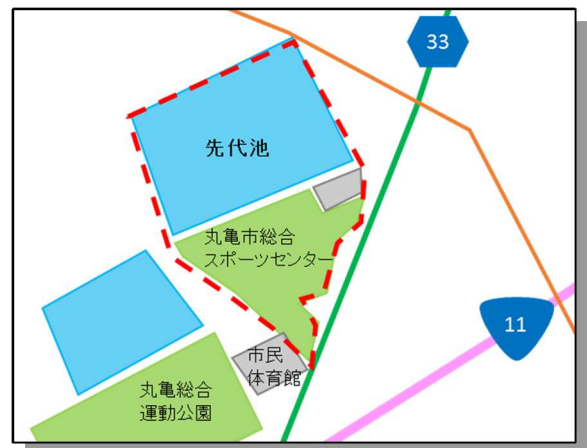 33
先代池
丸亀市総合
スポーツセンター
11
市民
体育館
丸亀総合
運動公園